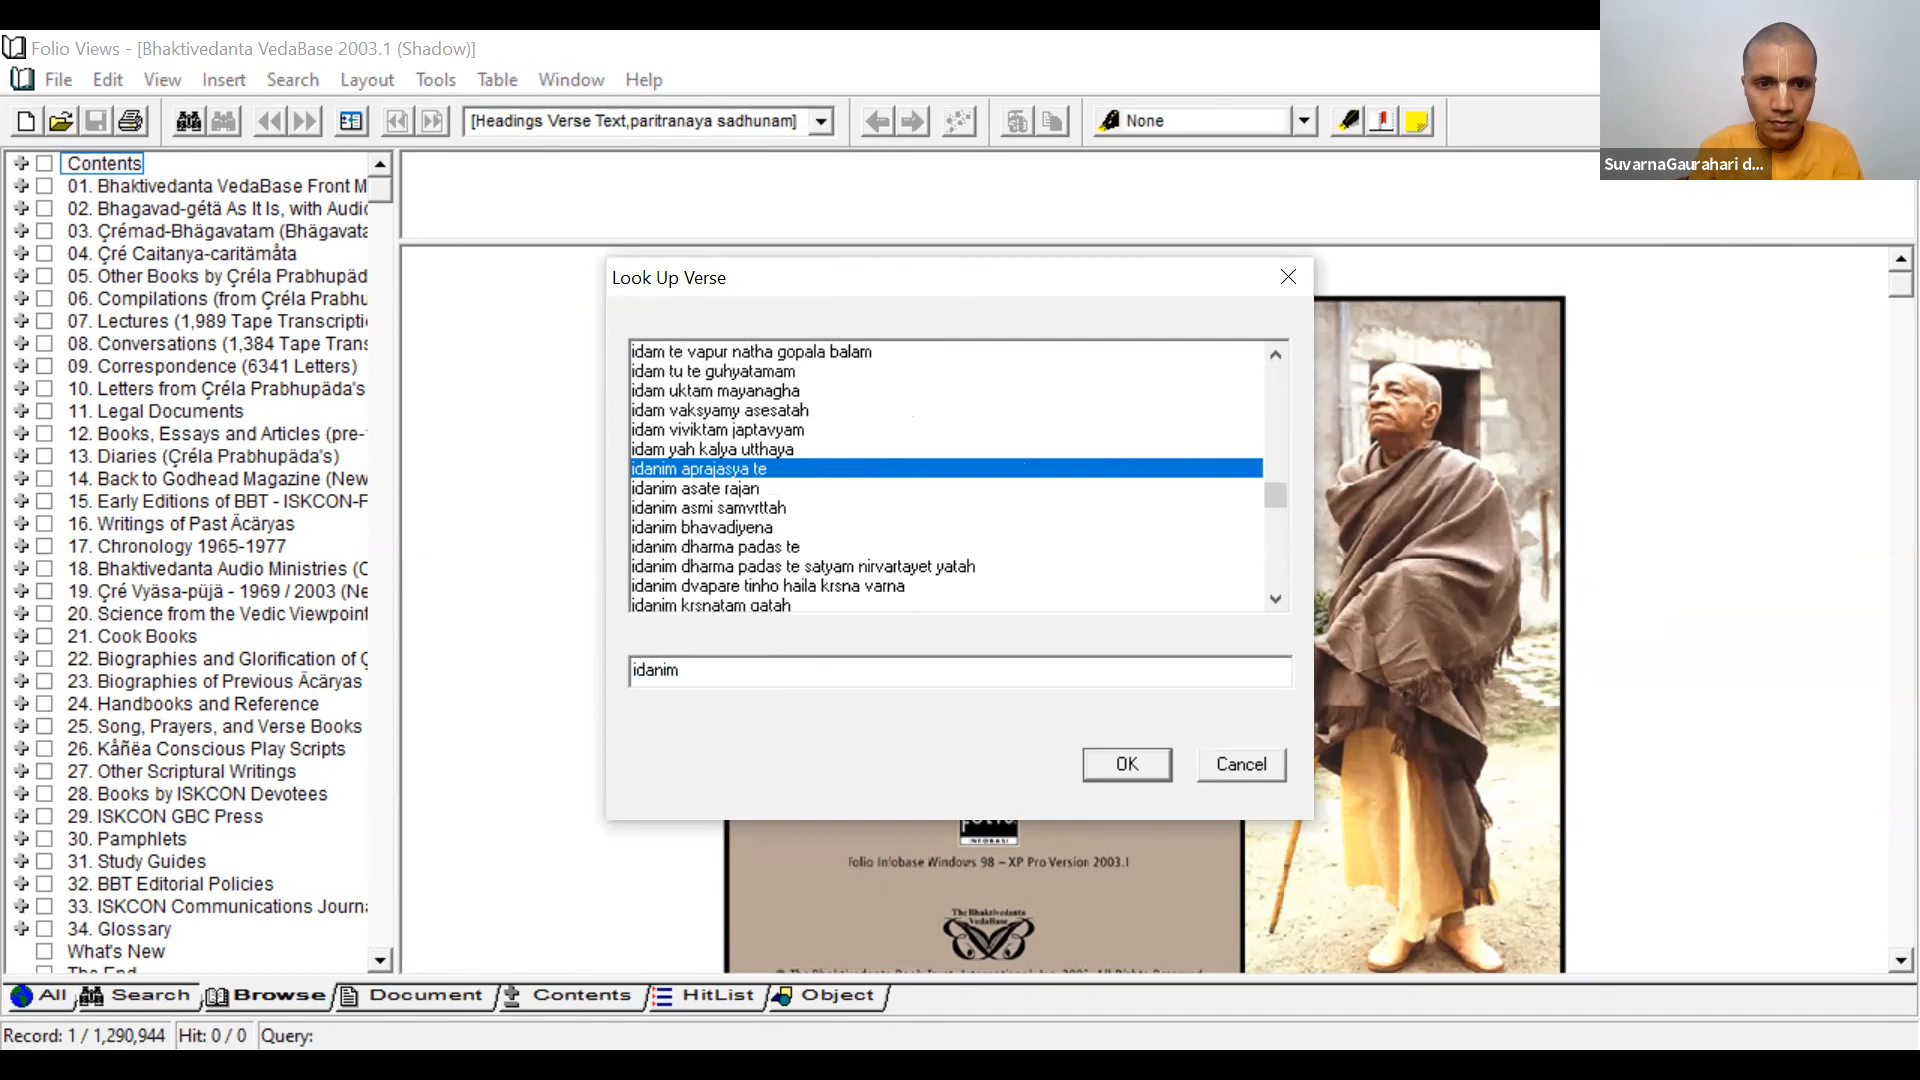 Folio Views - [Bhaktivedanta VedaBase 2003.1 (Shadow)]
File Edit View Insert Search Layout Tools Table Window Help
[Headings Verse Text,paritranaya sadhunam]
None
SuvarnaGaurahari d...
Contents
01. Bhaktivedanta VedaBase Front M
02. Bhagavad-gétä As It Is, with Audio
03. Çrémad-Bhägavatam (Bhägavata
04. Çré Caitanya-caritämåta
05. Other Books by Çréla Prabhupäd
06. Compilations (from Çréla Prabhu
07. Lectures (1,989 Tape Transcripti
08. Conversations (1,384 Tape Trans
09. Correspondence (6341 Letters)
10. Letters from Çréla Prabhupäda's
11. Legal Documents
12. Books, Essays and Articles (pre-
13. Diaries (Çréla Prabhupäda's)
14. Back to Godhead Magazine (New
15. Early Editions of BBT - ISKCON-F
16. Writings of Past Äcäryas
17. Chronology 1965-1977
18. Bhaktivedanta Audio Ministries (C
19. Çré Vyäsa-püjä - 1969 / 2003 (Ne
20. Science from the Vedic Viewpoint
21. Cook Books
22. Biographies and Glorification of Ç
23. Biographies of Previous Äcäryas
24. Handbooks and Reference
25. Song, Prayers, and Verse Books
26. Kåñëa Conscious Play Scripts
27. Other Scriptural Writings
28. Books by ISKCON Devotees
29. ISKCON GBC Press
30. Pamphlets
31. Study Guides
32. BBT Editorial Policies
33. ISKCON Communications Journa
34. Glossary
What's New
The End
Look Up Verse
idam te vapur natha gopala balam
idam tu te guhyatamam
idam uktam mayanagha
idam vaksyamy asesatah
idam viviktam japtavyam
idam yah kalya utthaya
idanim aprajasya te
idanim asate rajan
idanim asmi samvrttah
idanim bhavadiyena
idanim dharma padas te
idanim dharma padas te satyam nirvartayet yatah
idanim dvapare tinho haila krsna varna
idanim krsnatam gatah
idanim
OK Cancel
FOLIO
INFOBASE
Folio Infobase Windows 98 – XP Pro Version 2003.1
The Bhaktivedanta
VedaBase
All Search Browse Document Contents HitList Object
Record: 1 / 1,290,944 Hit: 0 / 0 Query: